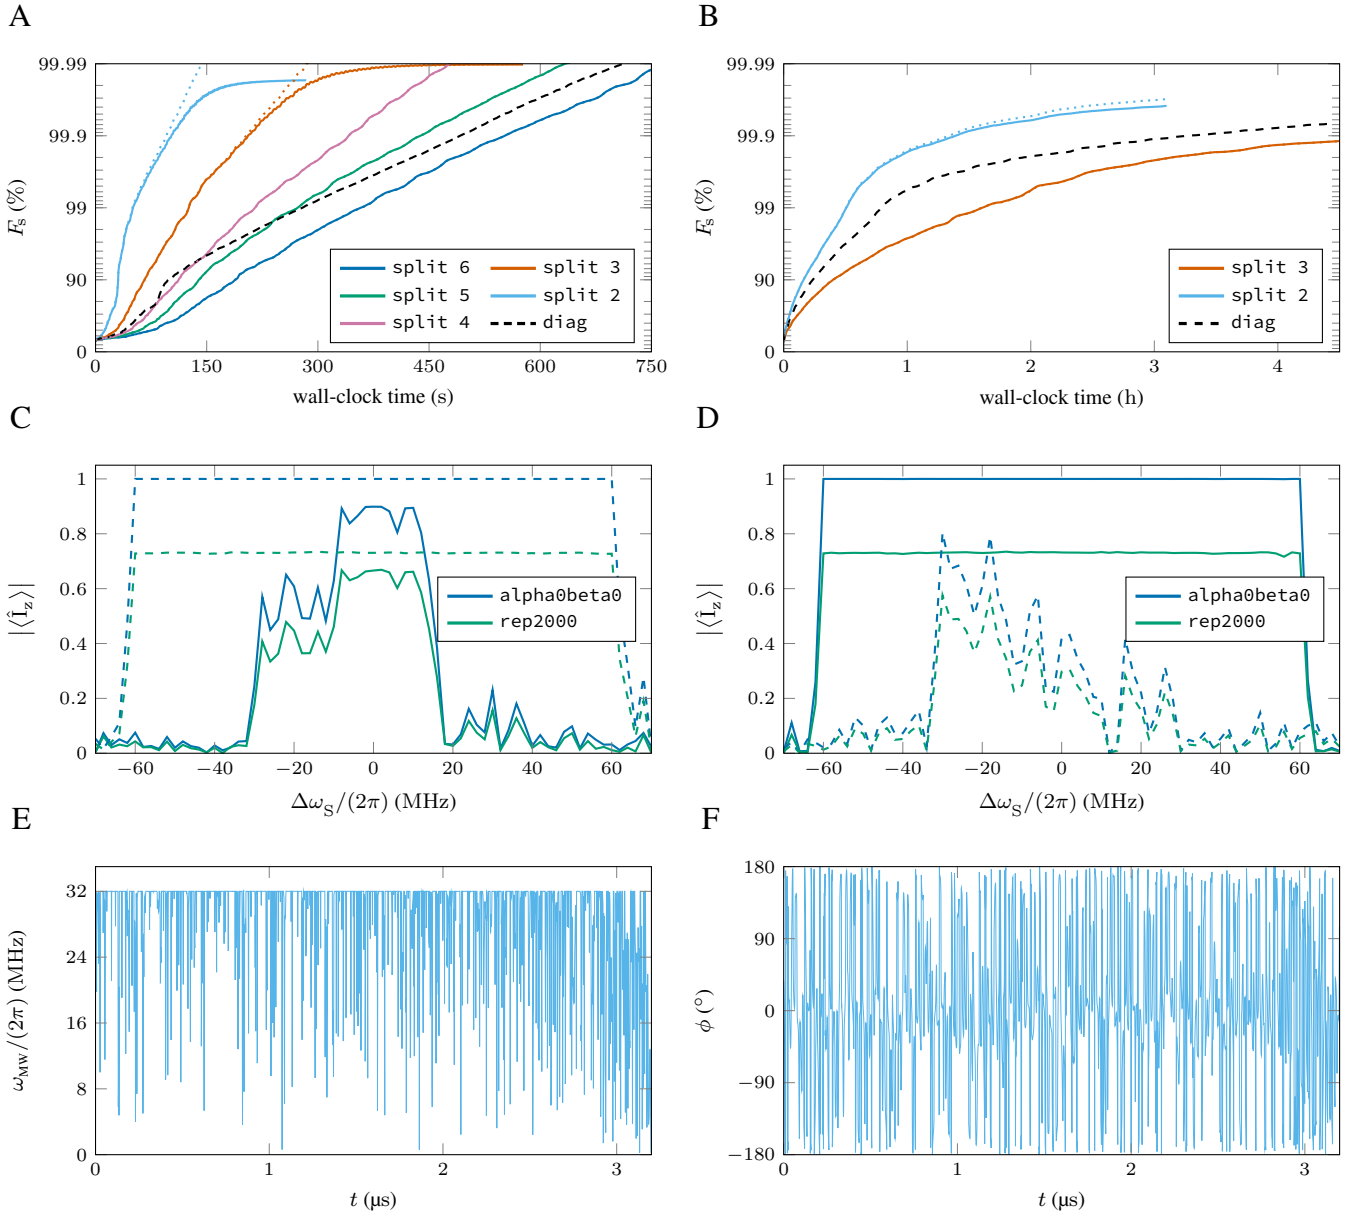 A
B
99.99
99.9
99
90
0
F_s (%)
split 6
split 3
split 5
split 2
split 4
diag
0 150 300 450 600 750
wall-clock time (s)
99.99
99.9
99
90
0
F_s (%)
split 3
split 2
diag
0 1 2 3 4
wall-clock time (h)
C
D
1
0.8
0.6
0.4
0.2
0
|⟨Î_z⟩|
alpha0beta0
rep2000
−60 −40 −20 0 20 40 60
Δω_S/(2π) (MHz)
1
0.8
0.6
0.4
0.2
0
|⟨Î_z⟩|
alpha0beta0
rep2000
−60 −40 −20 0 20 40 60
Δω_S/(2π) (MHz)
E
F
32
24
16
8
0
ω_MW/(2π) (MHz)
0 1 2 3
t (µs)
180
90
0
−90
−180
ϕ (°)
0 1 2 3
t (µs)